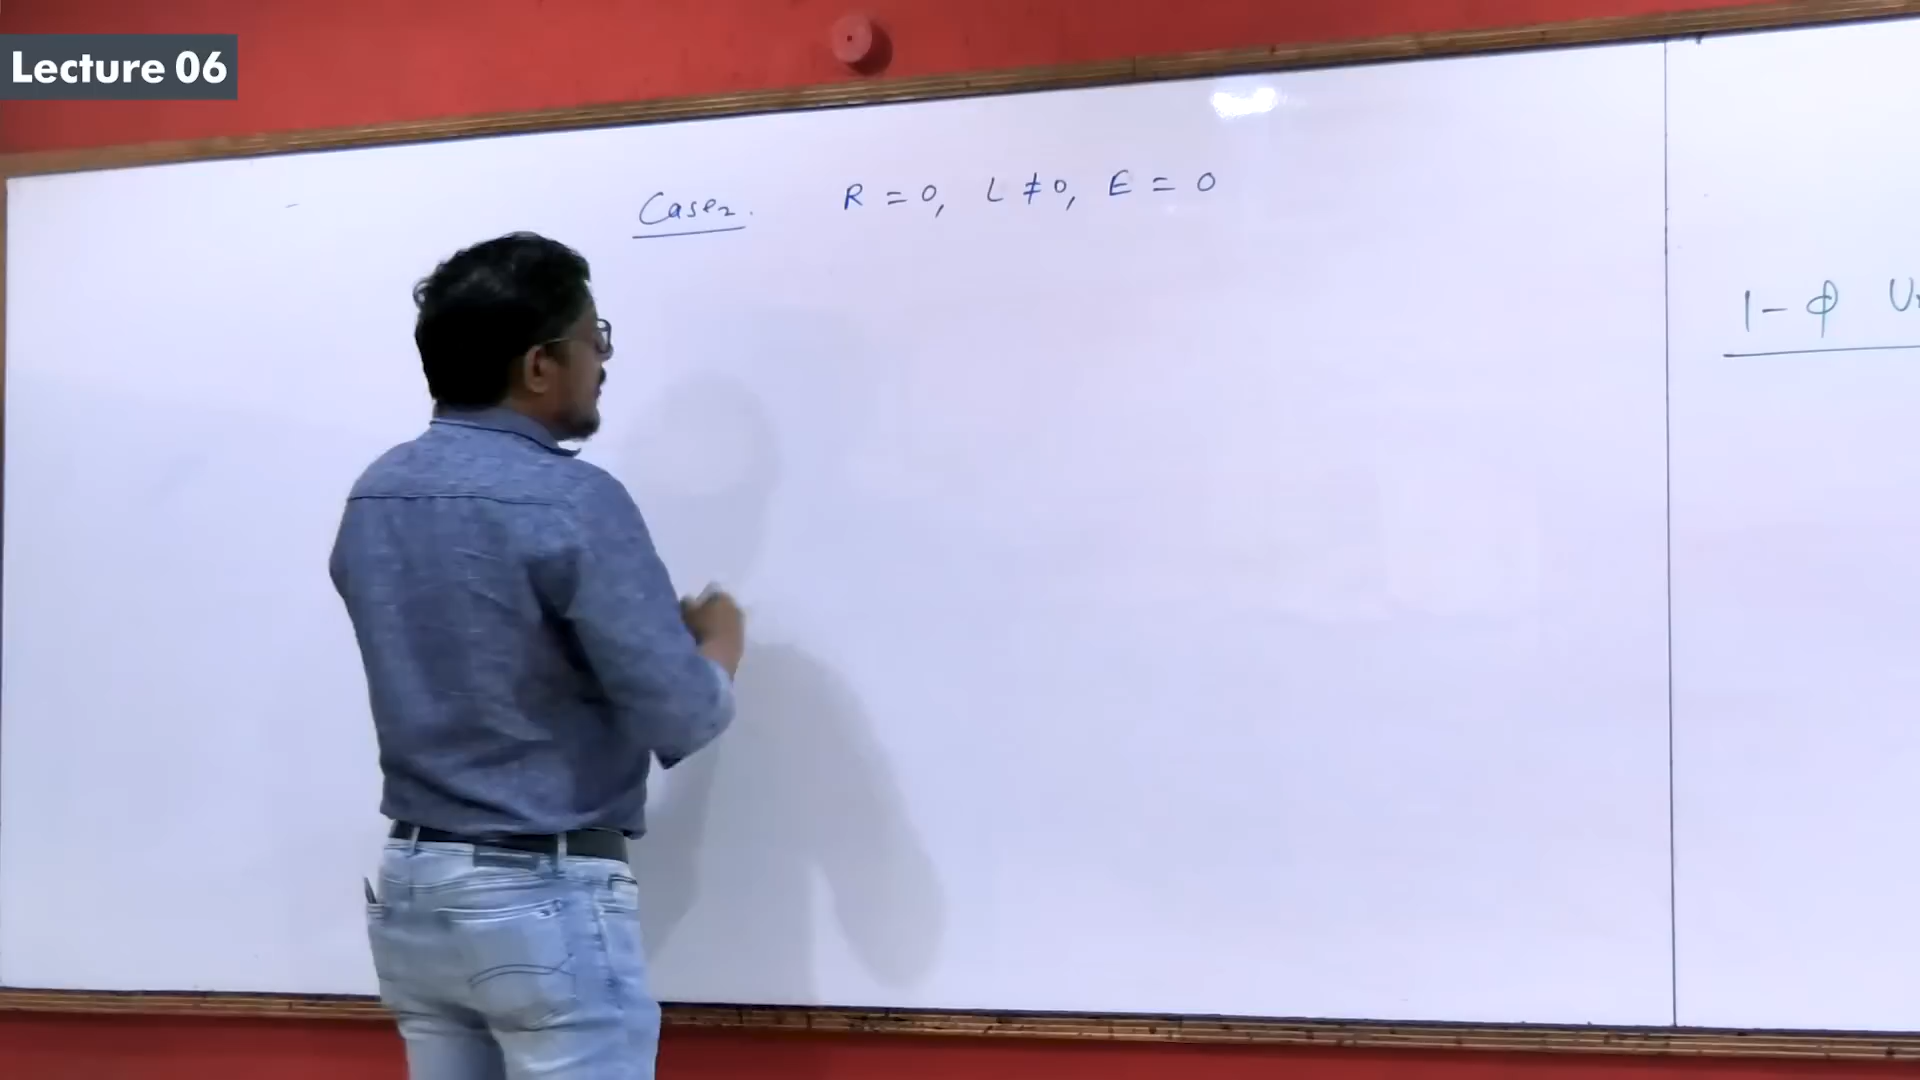 Lecture 06
Case₂. R = 0, L ≠ 0, E = 0
1-ϕ